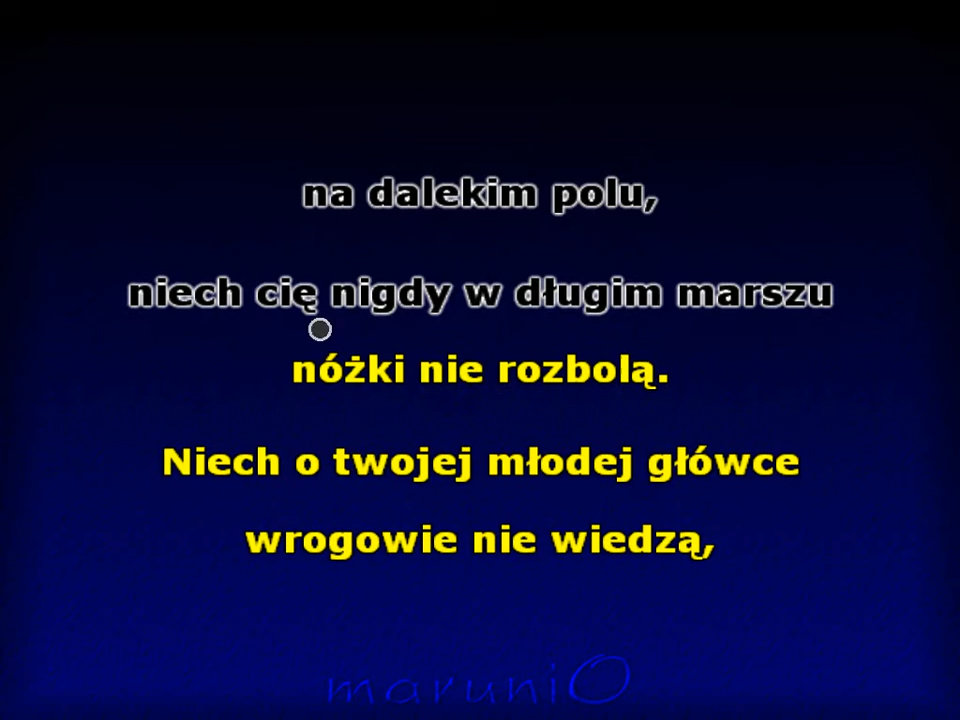 na dalekim polu,
niech cię nigdy w długim marszu
nóżki nie rozbolą.
Niech o twojej młodej główce
wrogowie nie wiedzą,
maruniO